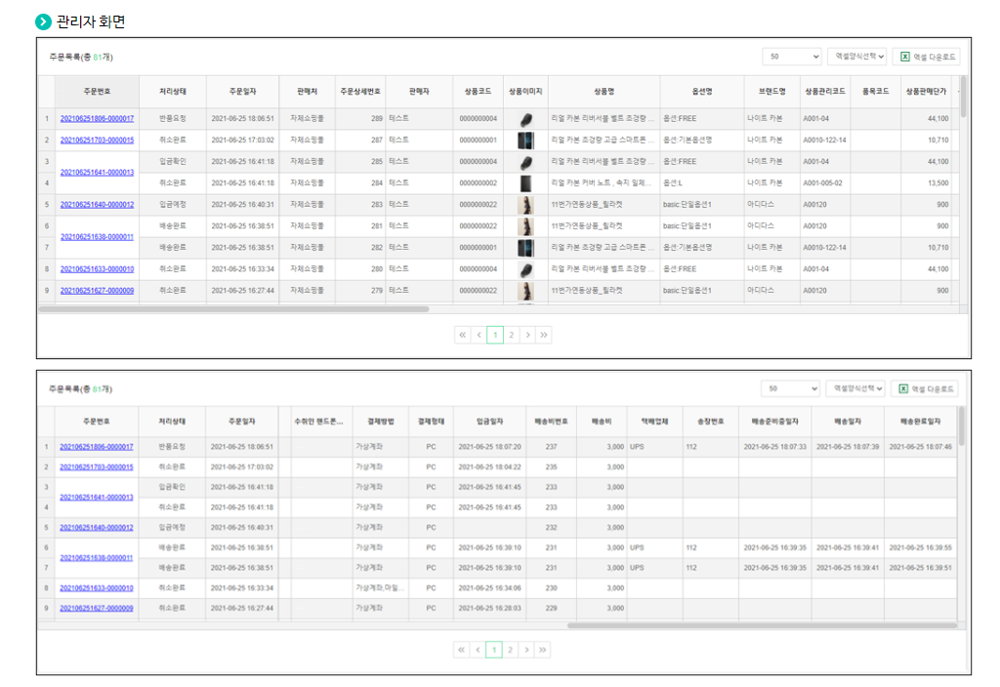 관리자 화면
주문목록(총 81개) 50 엑셀양식선택 엑셀 다운로드
주문번호 처리상태 주문일자 판매처 주문상세번호 판매자 상품코드 상품이미지 상품명 옵션명 브랜드명 상품관리코드 품목코드 상품판매단가
1 202106251806-0000017 반품요청 2021-06-25 18:06:51 자체쇼핑몰 289 테스트 0000000004 리얼 카본 리버서블 벨트 초경량 ... 옵션:FREE 나이트 카본 A001-04 44,100
2 202106251703-0000015 취소완료 2021-06-25 17:03:02 자체쇼핑몰 287 테스트 0000000001 리얼 카본 초경량 고급 스마트폰 ... 옵션:기본옵션명 나이트 카본 A0010-122-14 10,710
3 202106251641-0000013 입금확인 2021-06-25 16:41:18 자체쇼핑몰 285 테스트 0000000004 리얼 카본 리버서블 벨트 초경량 ... 옵션:FREE 나이트 카본 A001-04 44,100
4 취소완료 2021-06-25 16:41:18 자체쇼핑몰 284 테스트 0000000002 리얼 카본 커버 노트 , 속지 일체... 옵션:L 나이트 카본 A001-005-02 13,500
5 202106251640-0000012 입금예정 2021-06-25 16:40:31 자체쇼핑몰 283 테스트 0000000022 11번가연동상품_릴라켓 basic:단일옵션1 아디다스 A00120 900
6 202106251638-0000011 배송완료 2021-06-25 16:38:51 자체쇼핑몰 281 테스트 0000000022 11번가연동상품_릴라켓 basic:단일옵션1 아디다스 A00120 900
7 배송완료 2021-06-25 16:38:51 자체쇼핑몰 282 테스트 0000000001 리얼 카본 초경량 고급 스마트폰 ... 옵션:기본옵션명 나이트 카본 A0010-122-14 10,710
8 202106251633-0000010 취소완료 2021-06-25 16:33:34 자체쇼핑몰 280 테스트 0000000004 리얼 카본 리버서블 벨트 초경량 ... 옵션:FREE 나이트 카본 A001-04 44,100
9 202106251627-0000009 취소완료 2021-06-25 16:27:44 자체쇼핑몰 279 테스트 0000000022 11번가연동상품_릴라켓 basic:단일옵션1 아디다스 A00120 900
« < 1 2 > »
주문목록(총 81개) 50 엑셀양식선택 엑셀 다운로드
주문번호 처리상태 주문일자 수취인 핸드폰... 결제방법 결제형태 입금일자 배송비번호 배송비 택배업체 송장번호 배송준비중일자 배송일자 배송완료일자
1 202106251806-0000017 반품요청 2021-06-25 18:06:51 가상계좌 PC 2021-06-25 18:07:20 237 3,000 UPS 112 2021-06-25 18:07:33 2021-06-25 18:07:39 2021-06-25 18:07:46
2 202106251703-0000015 취소완료 2021-06-25 17:03:02 가상계좌 PC 2021-06-25 18:04:22 235 3,000
3 202106251641-0000013 입금확인 2021-06-25 16:41:18 가상계좌 PC 2021-06-25 16:41:45 233 3,000
4 취소완료 2021-06-25 16:41:18 가상계좌 PC 2021-06-25 16:41:45 233 3,000
5 202106251640-0000012 입금예정 2021-06-25 16:40:31 가상계좌 PC 232 3,000
6 202106251638-0000011 배송완료 2021-06-25 16:38:51 가상계좌 PC 2021-06-25 16:39:10 231 3,000 UPS 112 2021-06-25 16:39:35 2021-06-25 16:39:41 2021-06-25 16:39:55
7 배송완료 2021-06-25 16:38:51 가상계좌 PC 2021-06-25 16:39:10 231 3,000 UPS 112 2021-06-25 16:39:35 2021-06-25 16:39:41 2021-06-25 16:39:51
8 202106251633-0000010 취소완료 2021-06-25 16:33:34 가상계좌,마일... PC 2021-06-25 16:34:06 230 3,000
9 202106251627-0000009 취소완료 2021-06-25 16:27:44 가상계좌 PC 2021-06-25 16:28:03 229 3,000
« < 1 2 > »